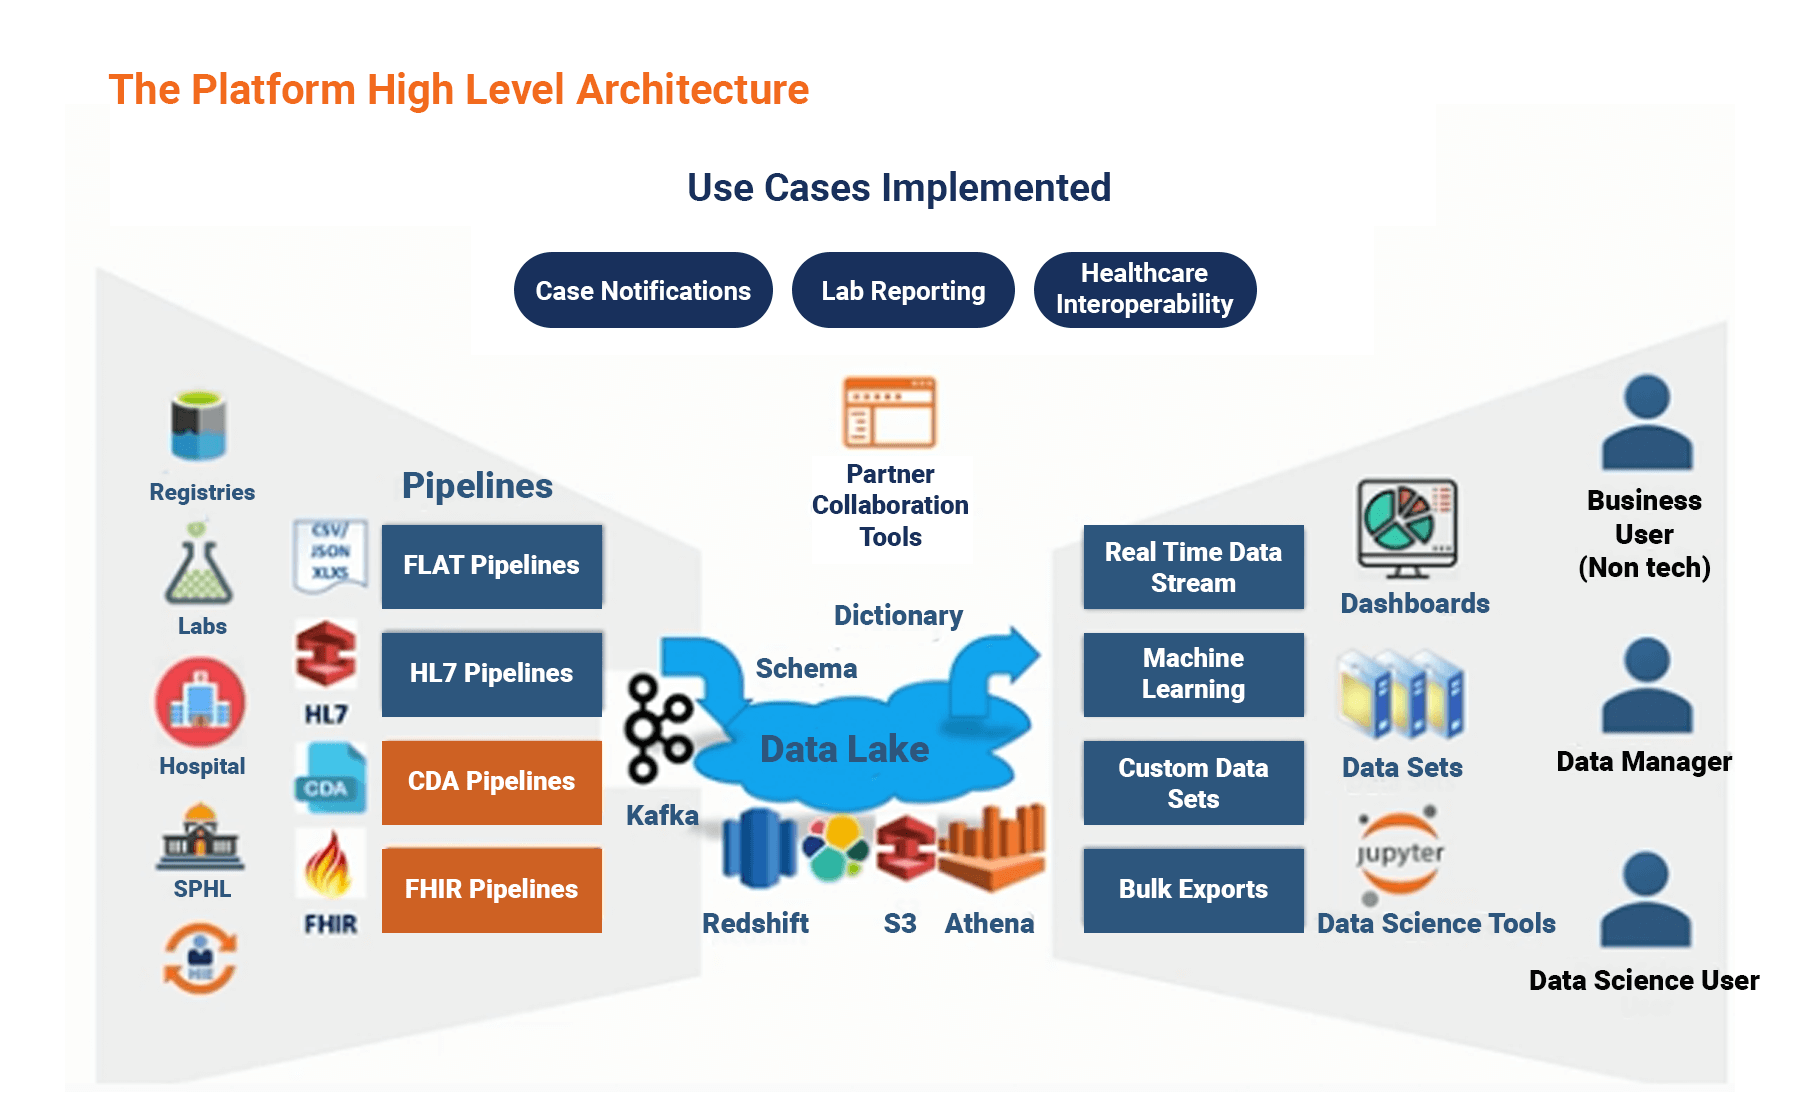 The Platform High Level Architecture
Use Cases Implemented
Case Notifications
Lab Reporting
Healthcare
Interoperability
Registries
Labs
Hospital
SPHL
HIE
CSV/
JSON
XLXS
HL7
CDA
FHIR
Pipelines
FLAT Pipelines
HL7 Pipelines
CDA Pipelines
FHIR Pipelines
Kafka
Partner
Collaboration
Tools
Dictionary
Schema
Data Lake
Redshift
S3
Athena
Real Time Data
Stream
Machine
Learning
Custom Data
Sets
Bulk Exports
Dashboards
Data Sets
jupyter
Data Science Tools
Business
User
(Non tech)
Data Manager
Data Science User